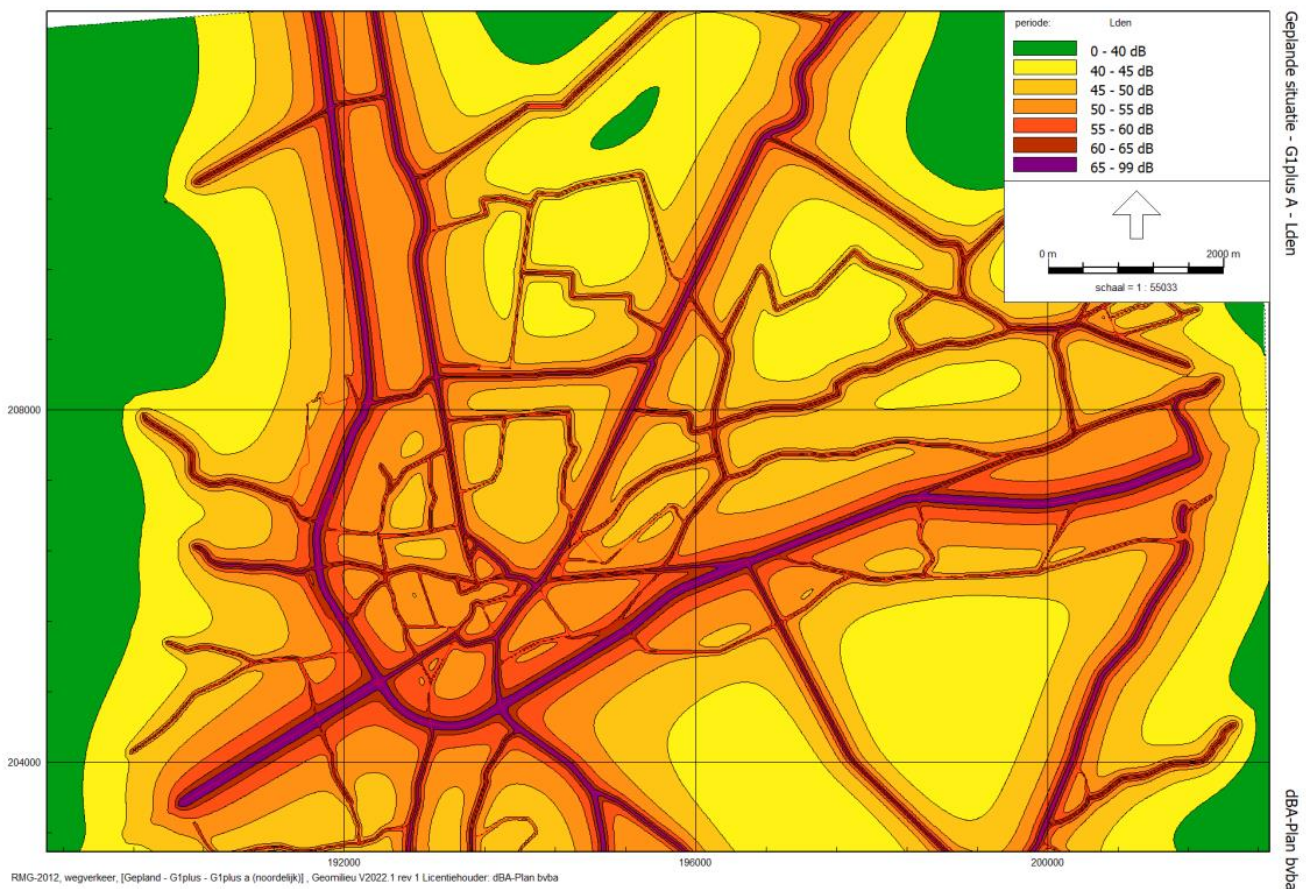 periode: Lden
0 - 40 dB
40 - 45 dB
45 - 50 dB
50 - 55 dB
55 - 60 dB
60 - 65 dB
65 - 99 dB
0 m 2000 m
schaal = 1 : 55033
Geplande situatie - G1plus A - Lden
208000
204000
192000 196000 200000
dBA-Plan bvba
RMG-2012, wegverkeer, [Gepland - G1plus - G1plus a (noordelijk)] , Geomilieu V2022.1 rev 1 Licentiehouder: dBA-Plan bvba